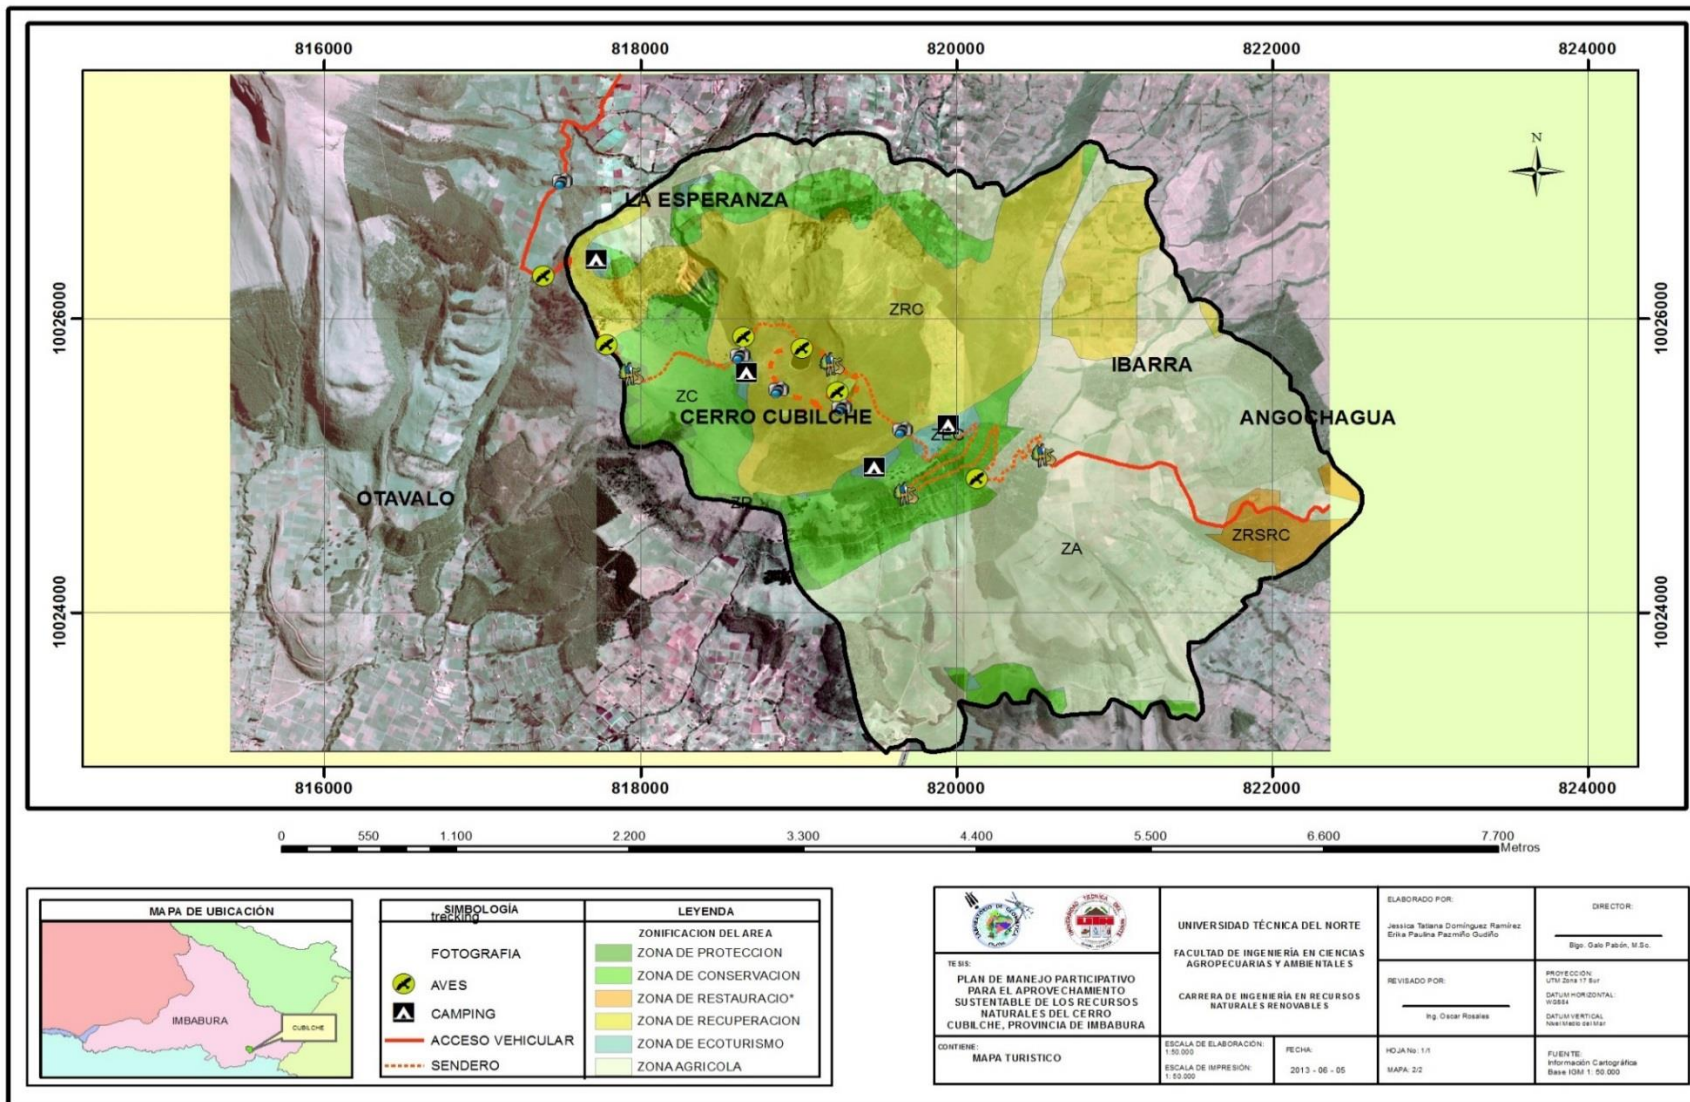 816000 818000 820000 822000 824000
N
LA ESPERANZA
10026000 10026000
ZRC
IBARRA
ZC
CERRO CUBILCHE
ANGOCHAGUA
ZEC
OTAVALO
ZP
ZRSRC
ZA
10024000 10024000
816000 818000 820000 822000 824000
0 550 1.100 2.200 3.300 4.400 5.500 6.600 7.700
Metros
MAPA DE UBICACIÓN
IMBABURA
CUBILCHE
SIMBOLOGÍA
trecking
FOTOGRAFIA
AVES
CAMPING
ACCESO VEHICULAR
SENDERO
LEYENDA
ZONIFICACION DEL AREA
ZONA DE PROTECCION
ZONA DE CONSERVACION
ZONA DE RESTAURACIO*
ZONA DE RECUPERACION
ZONA DE ECOTURISMO
ZONA AGRICOLA
TESIS:
PLAN DE MANEJO PARTICIPATIVO
PARA EL APROVECHAMIENTO
SUSTENTABLE DE LOS RECURSOS
NATURALES DEL CERRO
CUBILCHE, PROVINCIA DE IMBABURA
UNIVERSIDAD TÉCNICA DEL NORTE
FACULTAD DE INGENIERÍA EN CIENCIAS
AGROPECUARIAS Y AMBIENTALES
CARRERA DE INGENIERÍA EN RECURSOS
NATURALES RENOVABLES
ELABORADO POR:
Jessica Tatiana Domínguez Ramírez
Erika Paulina Pazmiño Gudiño
DIRECTOR:
Blgo. Galo Pabón, M.Sc.
REVISADO POR:
Ing. Oscar Rosales
PROYECCIÓN:
UTM Zona 17 Sur
DATUM HORIZONTAL:
WGS84
DATUM VERTICAL:
Nivel Medio del Mar
CONTIENE:
MAPA TURISTICO
ESCALA DE ELABORACIÓN:
1:50.000
ESCALA DE IMPRESIÓN:
1: 50.000
FECHA:
2013 - 06 - 05
HOJA No: 1/1
MAPA: 2/2
FUENTE:
Información Cartográfica
Base IGM 1: 50.000